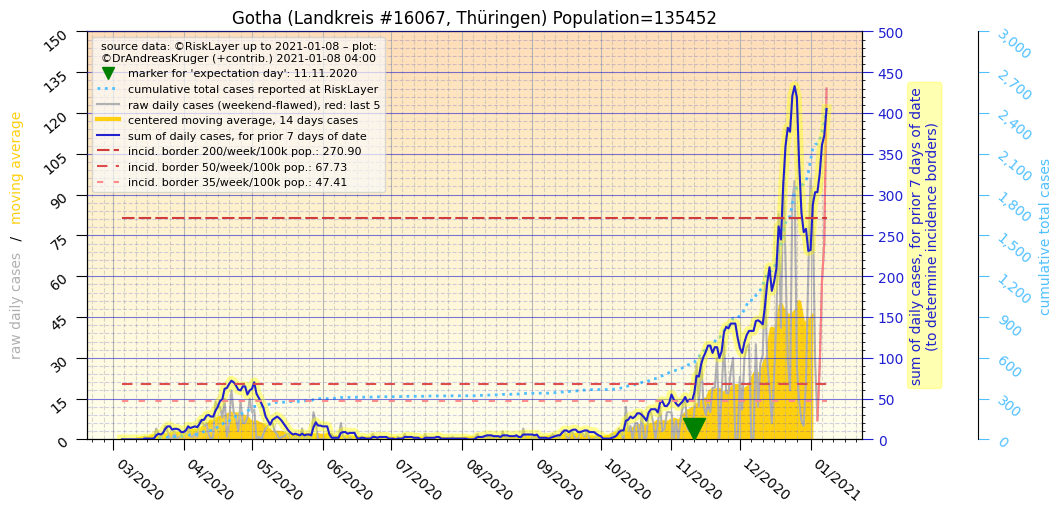 Gotha (Landkreis #16067, Thüringen) Population=135452
source data: ©RiskLayer up to 2021-01-08 – plot:
©DrAndreasKruger (+contrib.) 2021-01-08 04:00
marker for 'expectation day': 11.11.2020
cumulative total cases reported at RiskLayer
raw daily cases (weekend-flawed), red: last 5
centered moving average, 14 days cases
sum of daily cases, for prior 7 days of date
incid. border 200/week/100k pop.: 270.90
incid. border 50/week/100k pop.: 67.73
incid. border 35/week/100k pop.: 47.41
raw daily cases / moving average
150
135
120
105
90
75
60
45
30
15
0
03/2020
04/2020
05/2020
06/2020
07/2020
08/2020
09/2020
10/2020
11/2020
12/2020
01/2021
500
450
400
350
300
250
200
150
100
50
0
sum of daily cases, for prior 7 days of date
(to determine incidence borders)
3,000
2,700
2,400
2,100
1,800
1,500
1,200
900
600
300
0
cumulative total cases